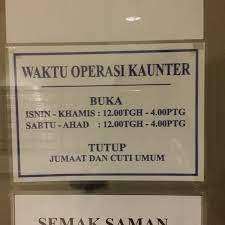 WAKTU OPERASI KAUNTER
BUKA
ISNIN - KHAMIS : 12.00TGH - 4.00PTG
SABTU - AHAD : 12.00TGH - 4.00PTG
TUTUP
JUMAAT DAN CUTI UMUM
SEMAK SAMAN